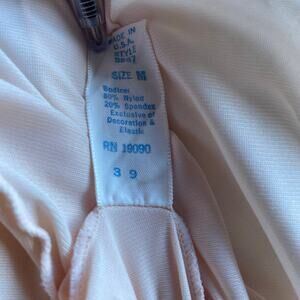 MADE IN
U.S.A.
STYLE
SIZE M
Bodice:
80% Nylon
20% Spandex
Exclusive of
Decoration &
Elastic
RN 19090
3 9